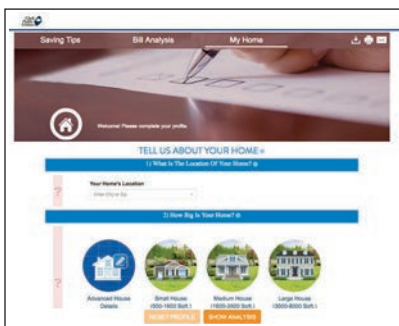 Saving Tips Bill Analysis My Home
Welcome! Please complete your profile.
TELL US ABOUT YOUR HOME
1) What Is The Location Of Your Home?
?
Your Home's Location
2) How Big Is Your Home?
?
Advanced House Details
Small House
Medium House
Large House
RESET PROFILE SHOW ANALYSIS